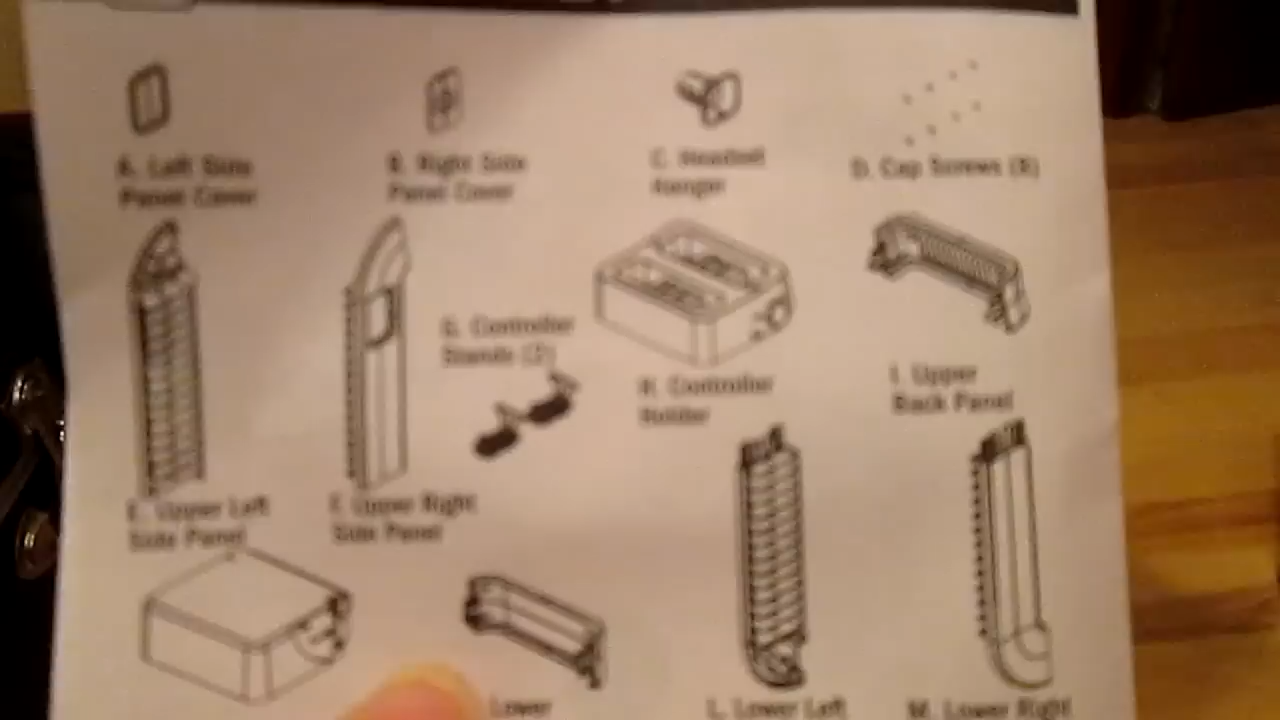 A. Left Side
Panel Cover
B. Right Side
Panel Cover
C. Headset
Hanger
D. Cap Screws (8)
E. Upper Left
Side Panel
F. Upper Right
Side Panel
G. Controller
Stands (2)
H. Controller
Holder
I. Upper
Back Panel
Lower
L. Lower Left
M. Lower Right